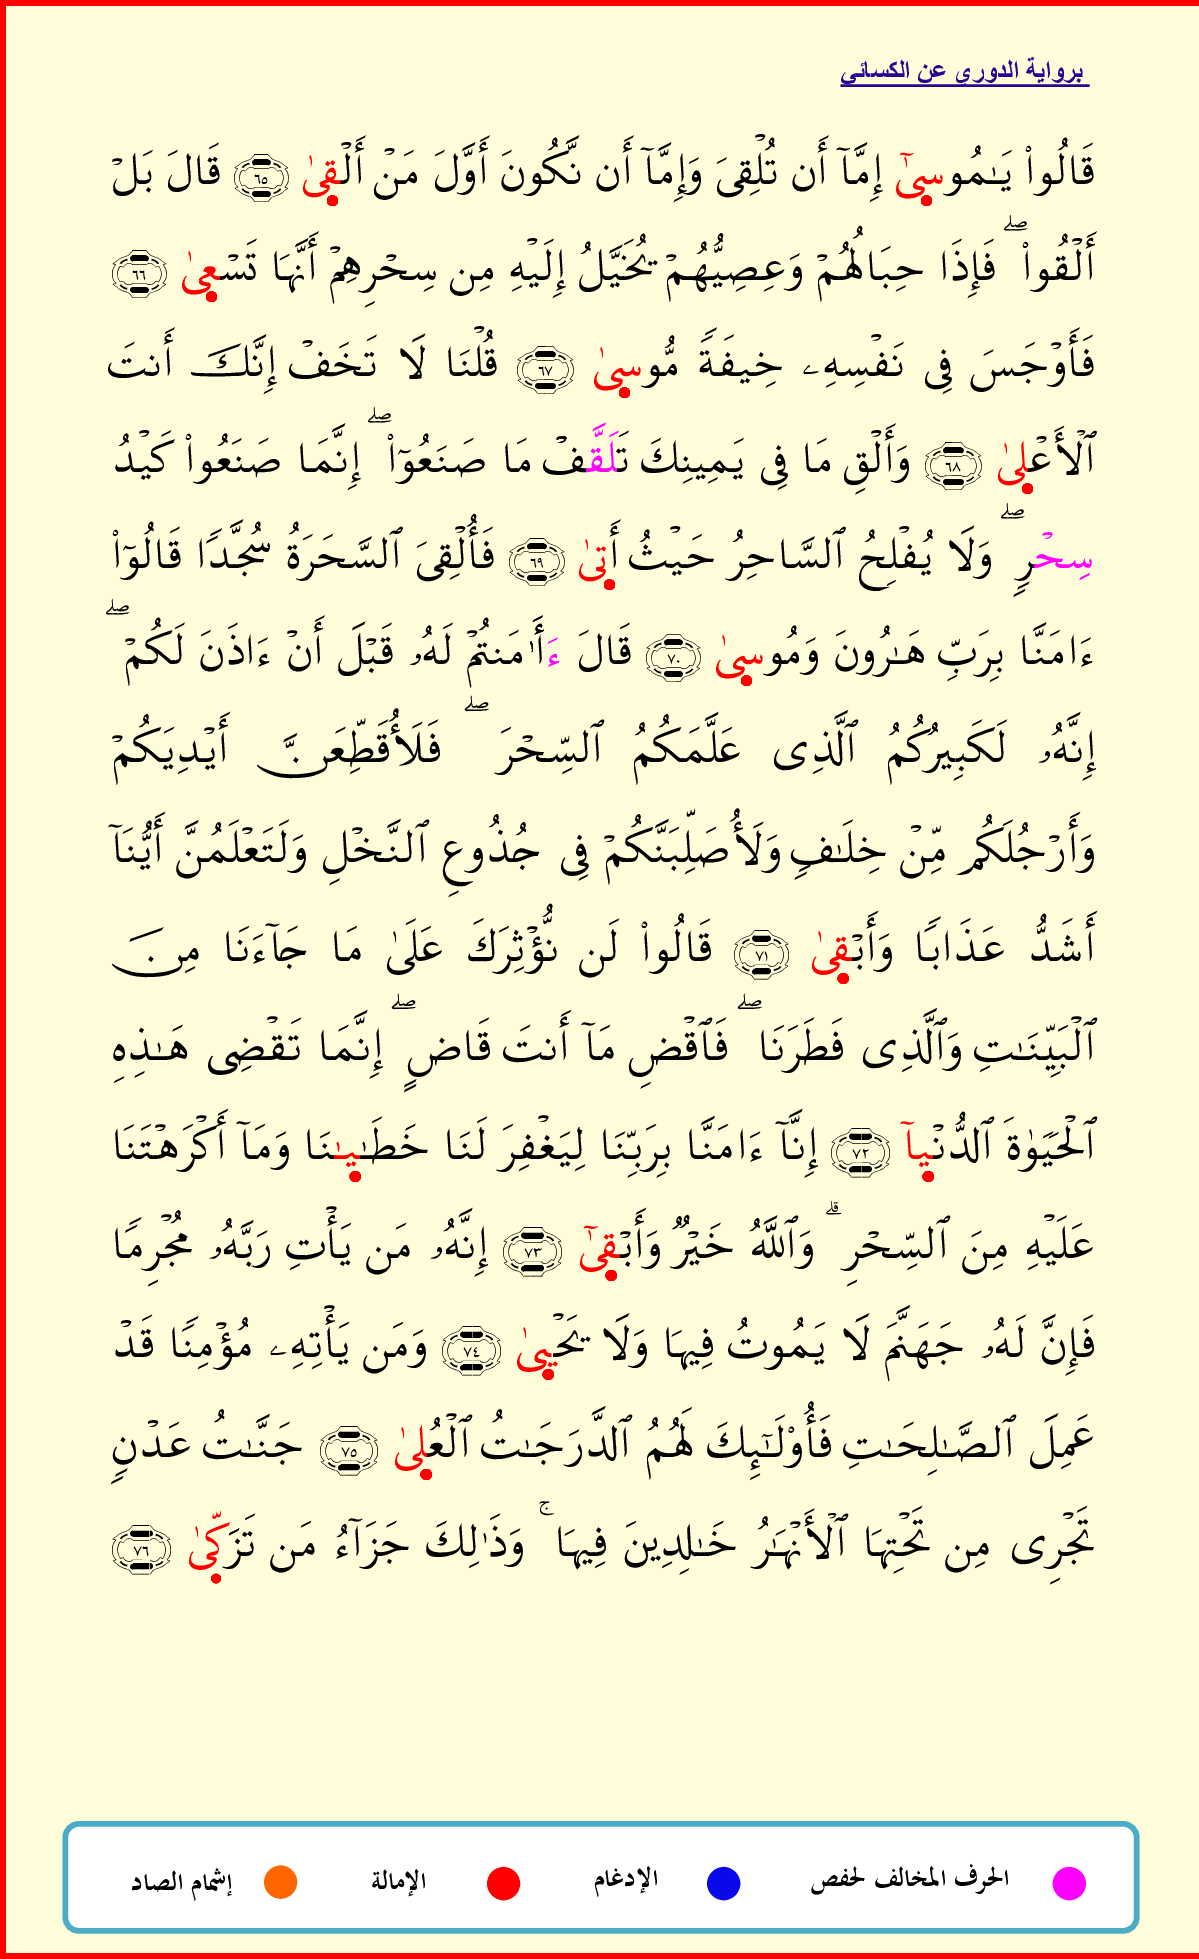 برواية الدوري عن الكسائي
قَالُوا۟ يَـٰمُوسِىٰٓ إِمَّآ أَن تُلْقِىَ وَإِمَّآ أَن نَّكُونَ أَوَّلَ مَنْ أَلْقِىٰ ٦٥ قَالَ بَلْ
أَلْقُوا۟ ۖ فَإِذَا حِبَالُهُمْ وَعِصِيُّهُمْ يُخَيَّلُ إِلَيْهِ مِن سِحْرِهِمْ أَنَّهَا تَسْعِىٰ ٦٦
فَأَوْجَسَ فِى نَفْسِهِۦ خِيفَةً مُّوسِىٰ ٦٧ قُلْنَا لَا تَخَفْ إِنَّكَ أَنتَ
ٱلْأَعْلِىٰ ٦٨ وَأَلْقِ مَا فِى يَمِينِكَ تَلَقَّفْ مَا صَنَعُوٓا۟ ۖ إِنَّمَا صَنَعُوا۟ كَيْدُ
سِحْرٍ ۖ وَلَا يُفْلِحُ ٱلسَّاحِرُ حَيْثُ أَتِىٰ ٦٩ فَأُلْقِىَ ٱلسَّحَرَةُ سُجَّدًا قَالُوٓا۟
ءَامَنَّا بِرَبِّ هَـٰرُونَ وَمُوسِىٰ ٧٠ قَالَ ءَأَٰمَنتُمْ لَهُۥ قَبْلَ أَنْ ءَاذَنَ لَكُمْ ۖ
إِنَّهُۥ لَكَبِيرُكُمُ ٱلَّذِى عَلَّمَكُمُ ٱلسِّحْرَ ۖ فَلَأُقَطِّعَنَّ أَيْدِيَكُمْ
وَأَرْجُلَكُم مِّنْ خِلَـٰفٍ وَلَأُصَلِّبَنَّكُمْ فِى جُذُوعِ ٱلنَّخْلِ وَلَتَعْلَمُنَّ أَيُّنَآ
أَشَدُّ عَذَابًا وَأَبْقِىٰ ٧١ قَالُوا۟ لَن نُّؤْثِرَكَ عَلَىٰ مَا جَآءَنَا مِنَ
ٱلْبَيِّنَـٰتِ وَٱلَّذِى فَطَرَنَا ۖ فَٱقْضِ مَآ أَنتَ قَاضٍ ۖ إِنَّمَا تَقْضِى هَـٰذِهِ
ٱلْحَيَوٰةَ ٱلدُّنْيِآ ٧٢ إِنَّآ ءَامَنَّا بِرَبِّنَا لِيَغْفِرَ لَنَا خَطَـٰيِـٰنَا وَمَآ أَكْرَهْتَنَا
عَلَيْهِ مِنَ ٱلسِّحْرِ ۗ وَٱللَّهُ خَيْرٌ وَأَبْقِىٰٓ ٧٣ إِنَّهُۥ مَن يَأْتِ رَبَّهُۥ مُجْرِمًا
فَإِنَّ لَهُۥ جَهَنَّمَ لَا يَمُوتُ فِيهَا وَلَا يَحْيِىٰ ٧٤ وَمَن يَأْتِهِۦ مُؤْمِنًا قَدْ
عَمِلَ ٱلصَّـٰلِحَـٰتِ فَأُو۟لَـٰٓئِكَ لَهُمُ ٱلدَّرَجَـٰتُ ٱلْعُلِىٰ ٧٥ جَنَّـٰتُ عَدْنٍ
تَجْرِى مِن تَحْتِهَا ٱلْأَنْهَـٰرُ خَـٰلِدِينَ فِيهَا ۚ وَذَٰلِكَ جَزَآءُ مَن تَزَكِّىٰ ٧٦
الحرف المخالف لحفص الإدغام الإمالة إشمام الصاد